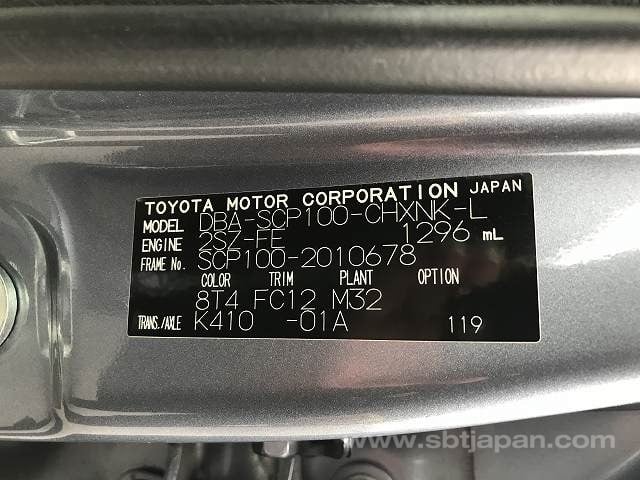 TOYOTA MOTOR CORPORATION JAPAN
MODEL DBA-SCP100-CHXNK-L
ENGINE 2SZ-FE 1296 mL
FRAME No. SCP100-2010678
COLOR TRIM PLANT OPTION
8T4 FC12 M32
TRANS./AXLE K410 -01A 119
www.sbtjapan.com